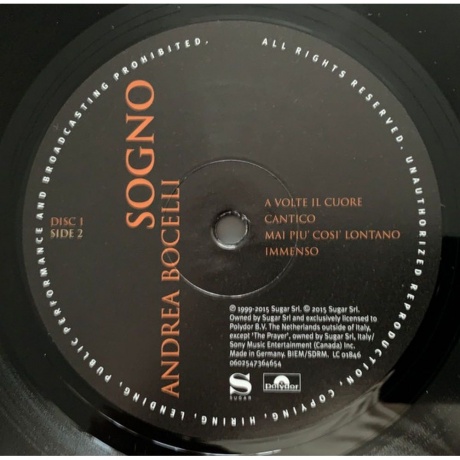 ALL RIGHTS RESERVED. UNAUTHORIZED REPRODUCTION, COPYING, HIRING, LENDING, PUBLIC PERFORMANCE AND BROADCASTING PROHIBITED.
SOGNO
ANDREA BOCELLI
DISC 1
SIDE 2
A VOLTE IL CUORE
CANTICO
MAI PIU' COSI' LONTANO
IMMENSO
℗ 1999-2015 Sugar Srl. © 2015 Sugar Srl.
Owned by Sugar Srl and exclusively licensed to
Polydor B.V. The Netherlands outside of Italy,
except 'The Prayer', owned by Sugar Srl, Italy/
Sony Music Entertainment (Canada) Inc.
Made in Germany. BIEM/SDRM. LC 01846
0602547364654
S
SUGAR
Polydor